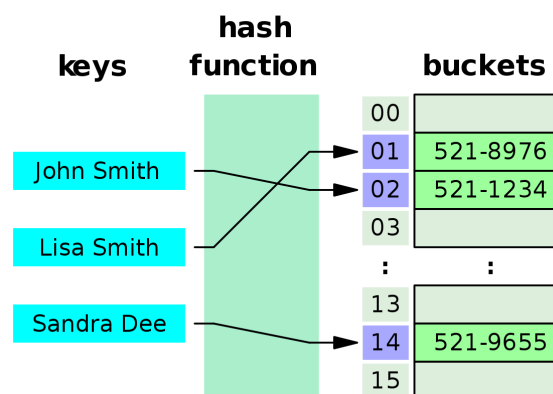 hash
keys function buckets
00
01 521-8976
John Smith 02 521-1234
03
Lisa Smith
: :
13
Sandra Dee 14 521-9655
15